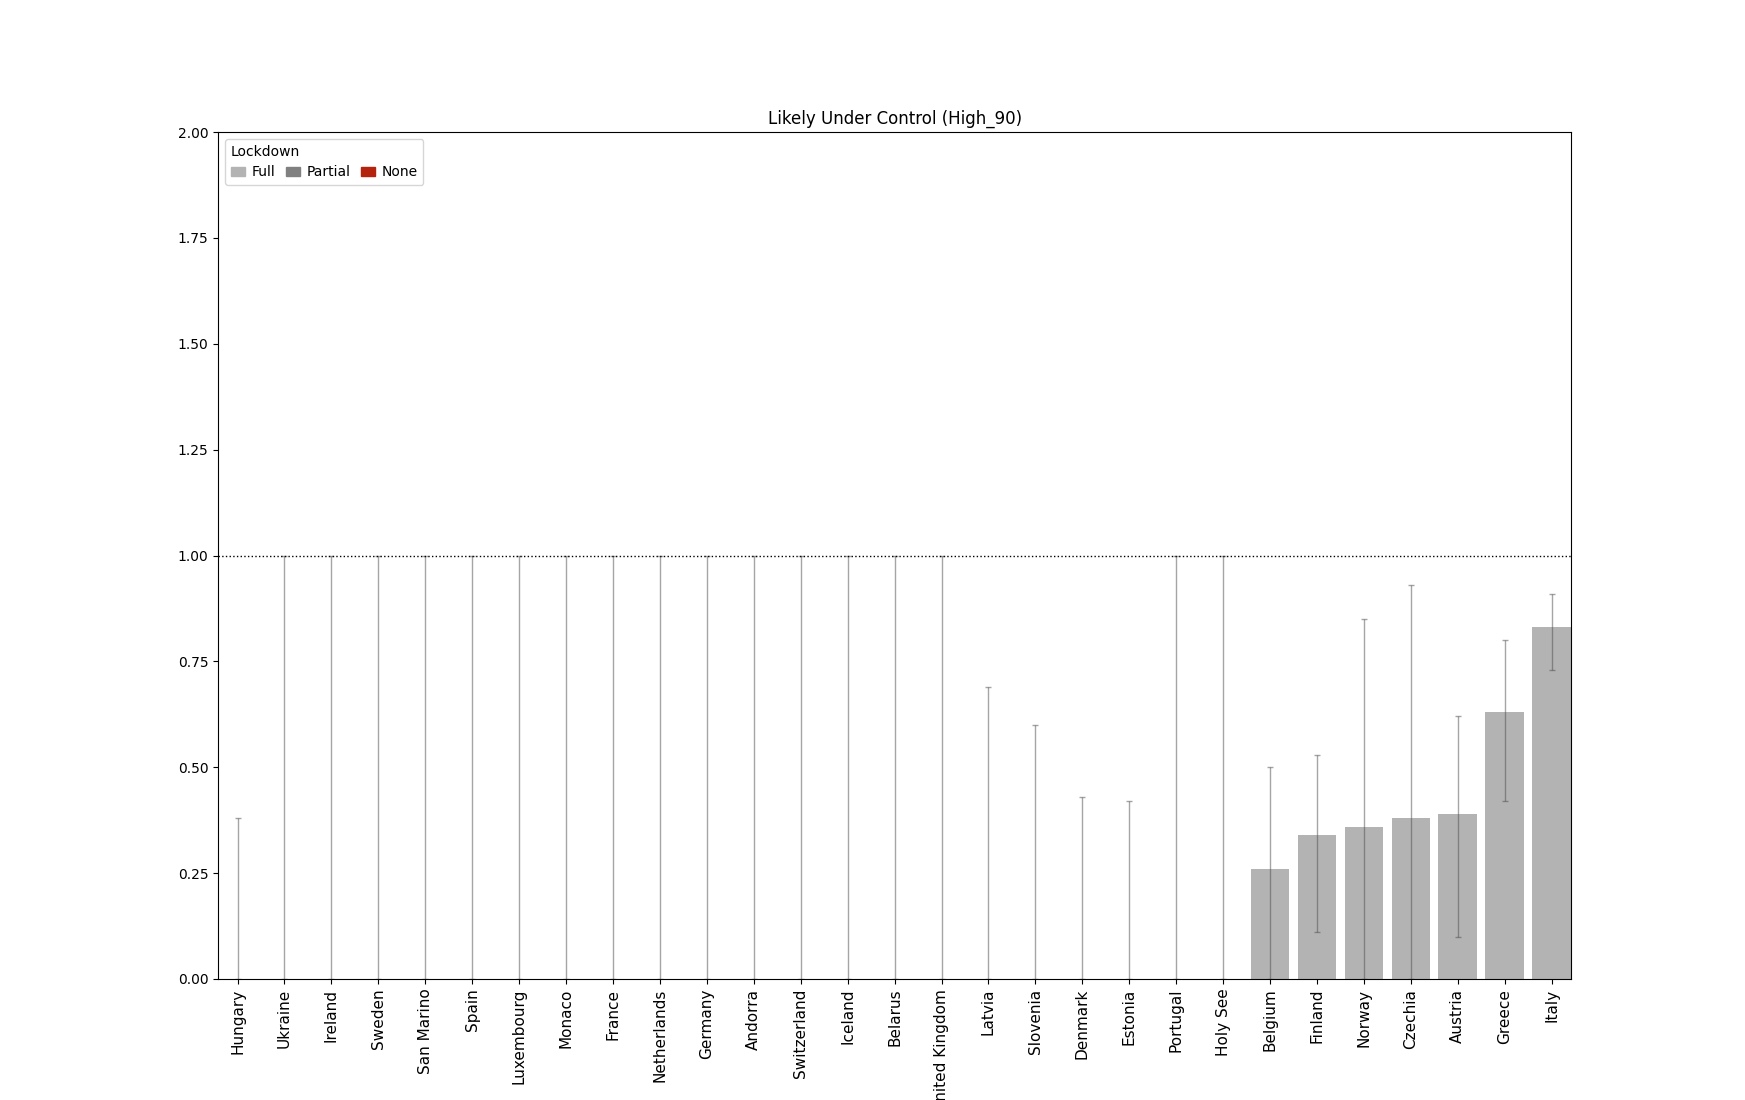 Likely Under Control (High_90)
Lockdown
Full Partial None
2.00
1.75
1.50
1.25
1.00
0.75
0.50
0.25
0.00
Hungary
Ukraine
Ireland
Sweden
San Marino
Spain
Luxembourg
Monaco
France
Netherlands
Germany
Andorra
Switzerland
Iceland
Belarus
nited Kingdom
Latvia
Slovenia
Denmark
Estonia
Portugal
Holy See
Belgium
Finland
Norway
Czechia
Austria
Greece
Italy